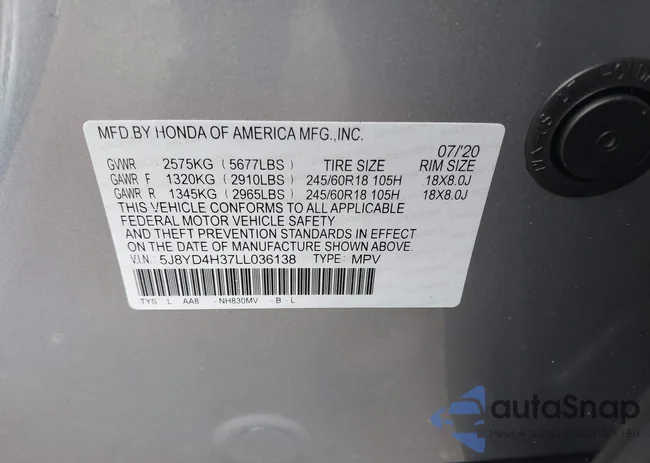 MFD.BY HONDA OF AMERICA MFG.,INC.
07/'20
GVWR 2575KG (5677LBS) TIRE SIZE RIM SIZE
GAWR F 1320KG (2910LBS) 245/60R18 105H 18X8.0J
GAWR R 1345KG (2965LBS) 245/60R18 105H 18X8.0J
THIS VEHICLE CONFORMS TO ALL APPLICABLE
FEDERAL MOTOR VEHICLE SAFETY
AND THEFT PREVENTION STANDARDS IN EFFECT
ON THE DATE OF MANUFACTURE SHOWN ABOVE.
V.I.N: 5J8YD4H37LL036138 TYPE: MPV
TYS L AA8 -NH830MV -B -L
autoSnap